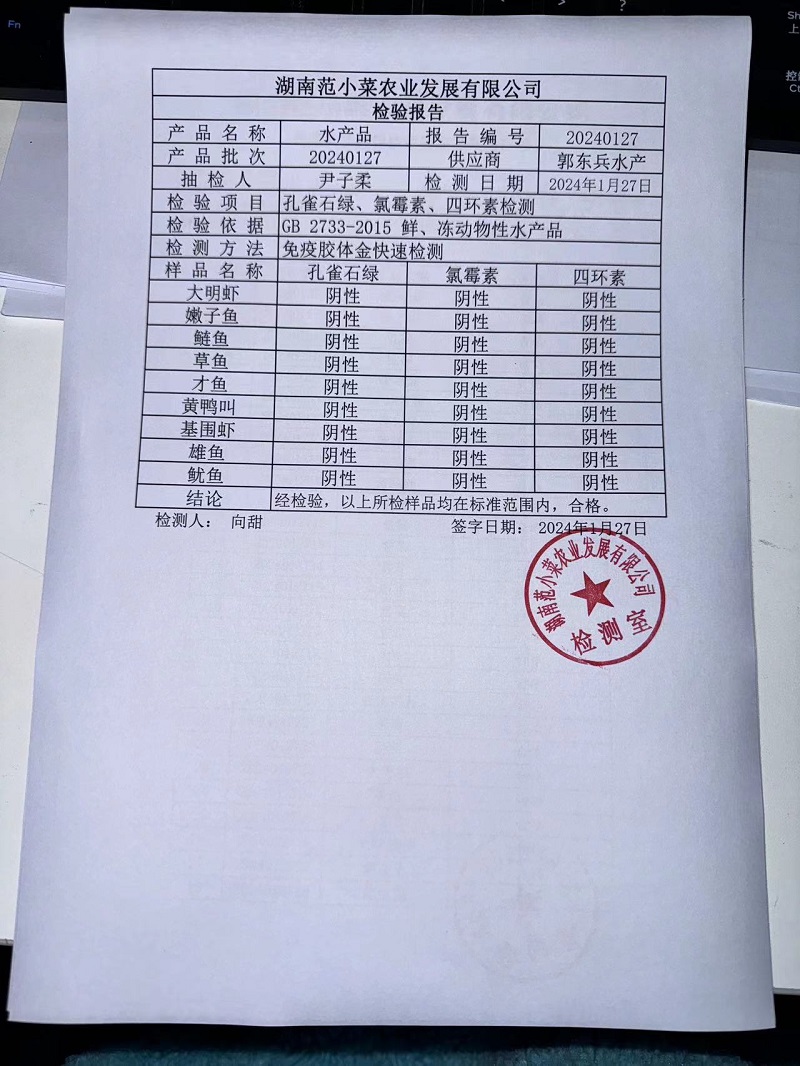 Fn
?
Sh
上
控
Ct
湖南范小菜农业发展有限公司
检验报告
产品名称 水产品 报告编号 20240127
产品批次 20240127 供应商 郭东兵水产
抽检人 尹子柔 检测日期 2024年1月27日
检验项目 孔雀石绿、氯霉素、四环素检测
检验依据 GB 2733-2015 鲜、冻动物性水产品
检测方法 免疫胶体金快速检测
样品名称 孔雀石绿 氯霉素 四环素
大明虾 阴性 阴性 阴性
嫩子鱼 阴性 阴性 阴性
鲢鱼 阴性 阴性 阴性
草鱼 阴性 阴性 阴性
才鱼 阴性 阴性 阴性
黄鸭叫 阴性 阴性 阴性
基围虾 阴性 阴性 阴性
雄鱼 阴性 阴性 阴性
鱿鱼 阴性 阴性 阴性
结论 经检验，以上所检样品均在标准范围内，合格。
检测人： 向甜 签字日期： 2024年1月27日
湖南范小菜农业发展有限公司
检测室